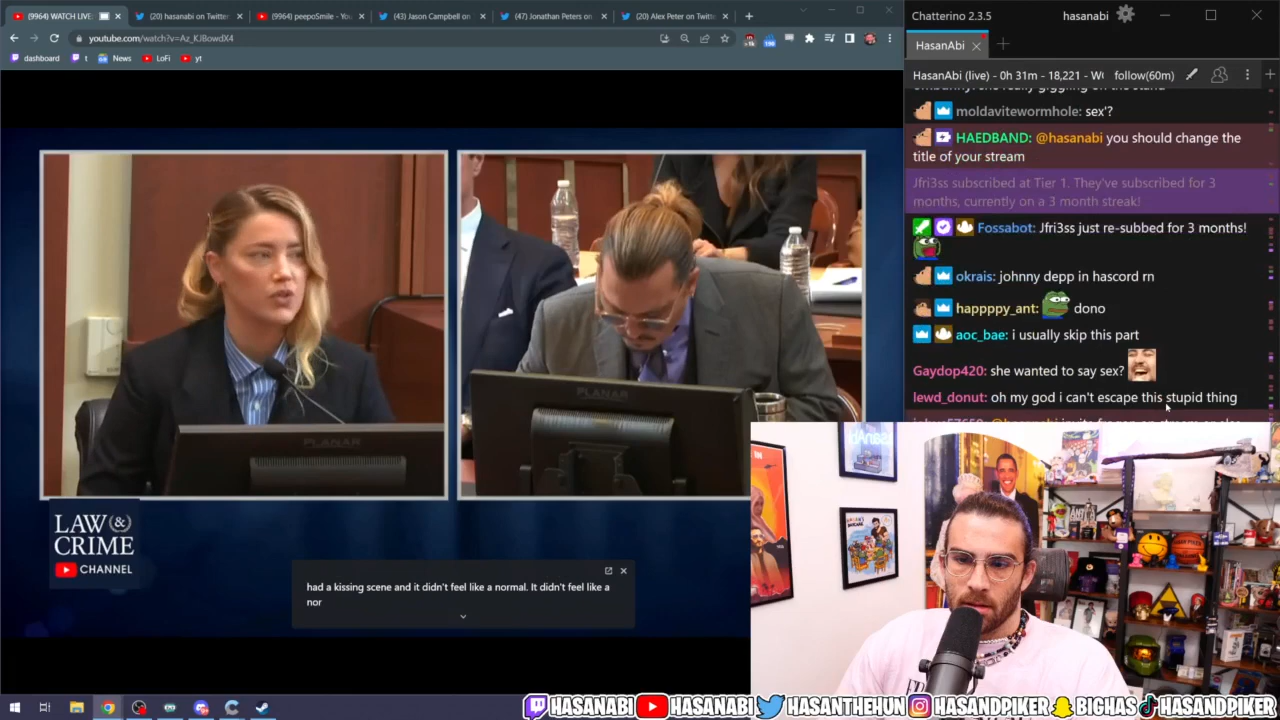 (9964) WATCH LIVE:
(20) hasanabi on Twitter
(9964) peepoSmile - You
(43) Jason Campbell on
(47) Jonathan Peters on
(20) Alex Peter on Twitter
youtube.com/watch?v=Az_KJBowdX4
dashboard
t
News
LoFi
yt
PLANAR
PLANAR
LAW &
CRIME
CHANNEL
had a kissing scene and it didn't feel like a normal. It didn't feel like a
nor
Chatterino 2.3.5
hasanabi
HasanAbi
HasanAbi (live) - 0h 31m - 18,221 -
follow(60m)
moldavitewormhole: sex'?
HAEDBAND: @hasanabi you should change the
title of your stream
Jfri3ss subscribed at Tier 1. They've subscribed for 3
months, currently on a 3 month streak!
Fossabot: Jfri3ss just re-subbed for 3 months!
okrais: johnny depp in hascord rn
happppy_ant: dono
aoc_bae: i usually skip this part
Gaydop420: she wanted to say sex?
lewd_donut: oh my god i can't escape this stupid thing
HASANABI HASANABI HASANTHEHUN HASANDPIKER BIGHAS HASANDPIKER